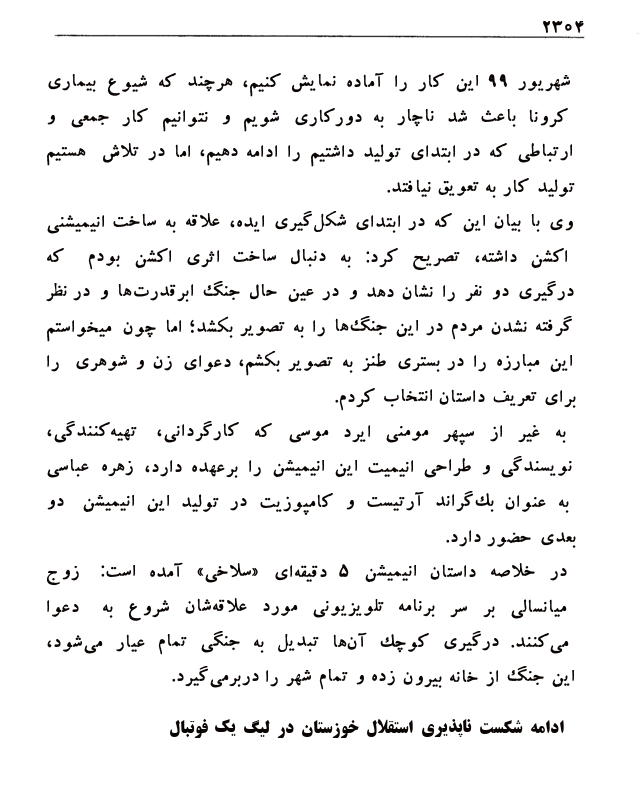 ۲۳۰۴
شهریور ۹۹ این کار را آماده نمایش کنیم، هرچند که شیوع بیماری
کرونا باعث شد ناچار به دورکاری شویم و نتوانیم کار جمعی و
ارتباطی که در ابتدای تولید داشتیم را ادامه دهیم، اما در تلاش هستیم
تولید کار به تعویق نیافتد.
وی با بیان این که در ابتدای شکل‌گیری ایده، علاقه به ساخت انیمیشنی
اکشن داشته، تصریح کرد: به دنبال ساخت اثری اکشن بودم که
درگیری دو نفر را نشان دهد و در عین حال جنگ ابرقدرت‌ها و در نظر
گرفته نشدن مردم در این جنگ‌ها را به تصویر بکشد؛ اما چون میخواستم
این مبارزه را در بستری طنز به تصویر بکشم، دعوای زن و شوهری را
برای تعریف داستان انتخاب کردم.
به غیر از سپهر مومنی ایرد موسی که کارگردانی، تهیه‌کنندگی،
نویسندگی و طراحی انیمیت این انیمیشن را برعهده دارد، زهره عباسی
به عنوان بک‌گراند آرتیست و کامپوزیت در تولید این انیمیشن دو
بعدی حضور دارد.
در خلاصه داستان انیمیشن ۵ دقیقه‌ای «سلاخی» آمده است: زوج
میانسالی بر سر برنامه تلویزیونی مورد علاقه‌شان شروع به دعوا
می‌کنند. درگیری کوچک آن‌ها تبدیل به جنگی تمام عیار می‌شود،
این جنگ از خانه بیرون زده و تمام شهر را دربرمی‌گیرد.
ادامه شکست ناپذیری استقلال خوزستان در لیگ یک فوتبال